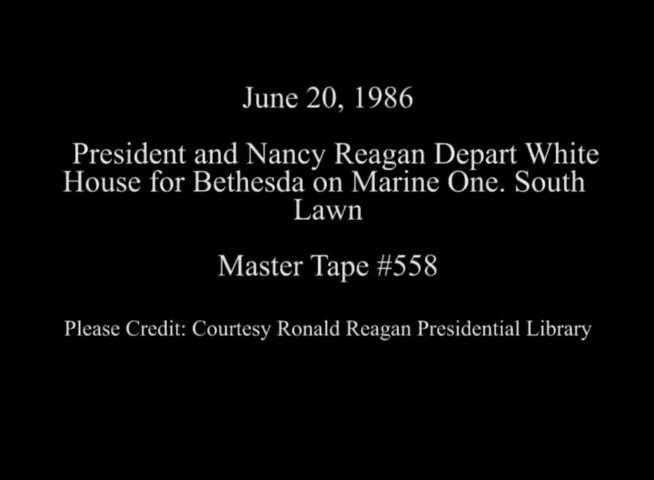 June 20, 1986
President and Nancy Reagan Depart White
House for Bethesda on Marine One. South
Lawn
Master Tape #558
Please Credit: Courtesy Ronald Reagan Presidential Library